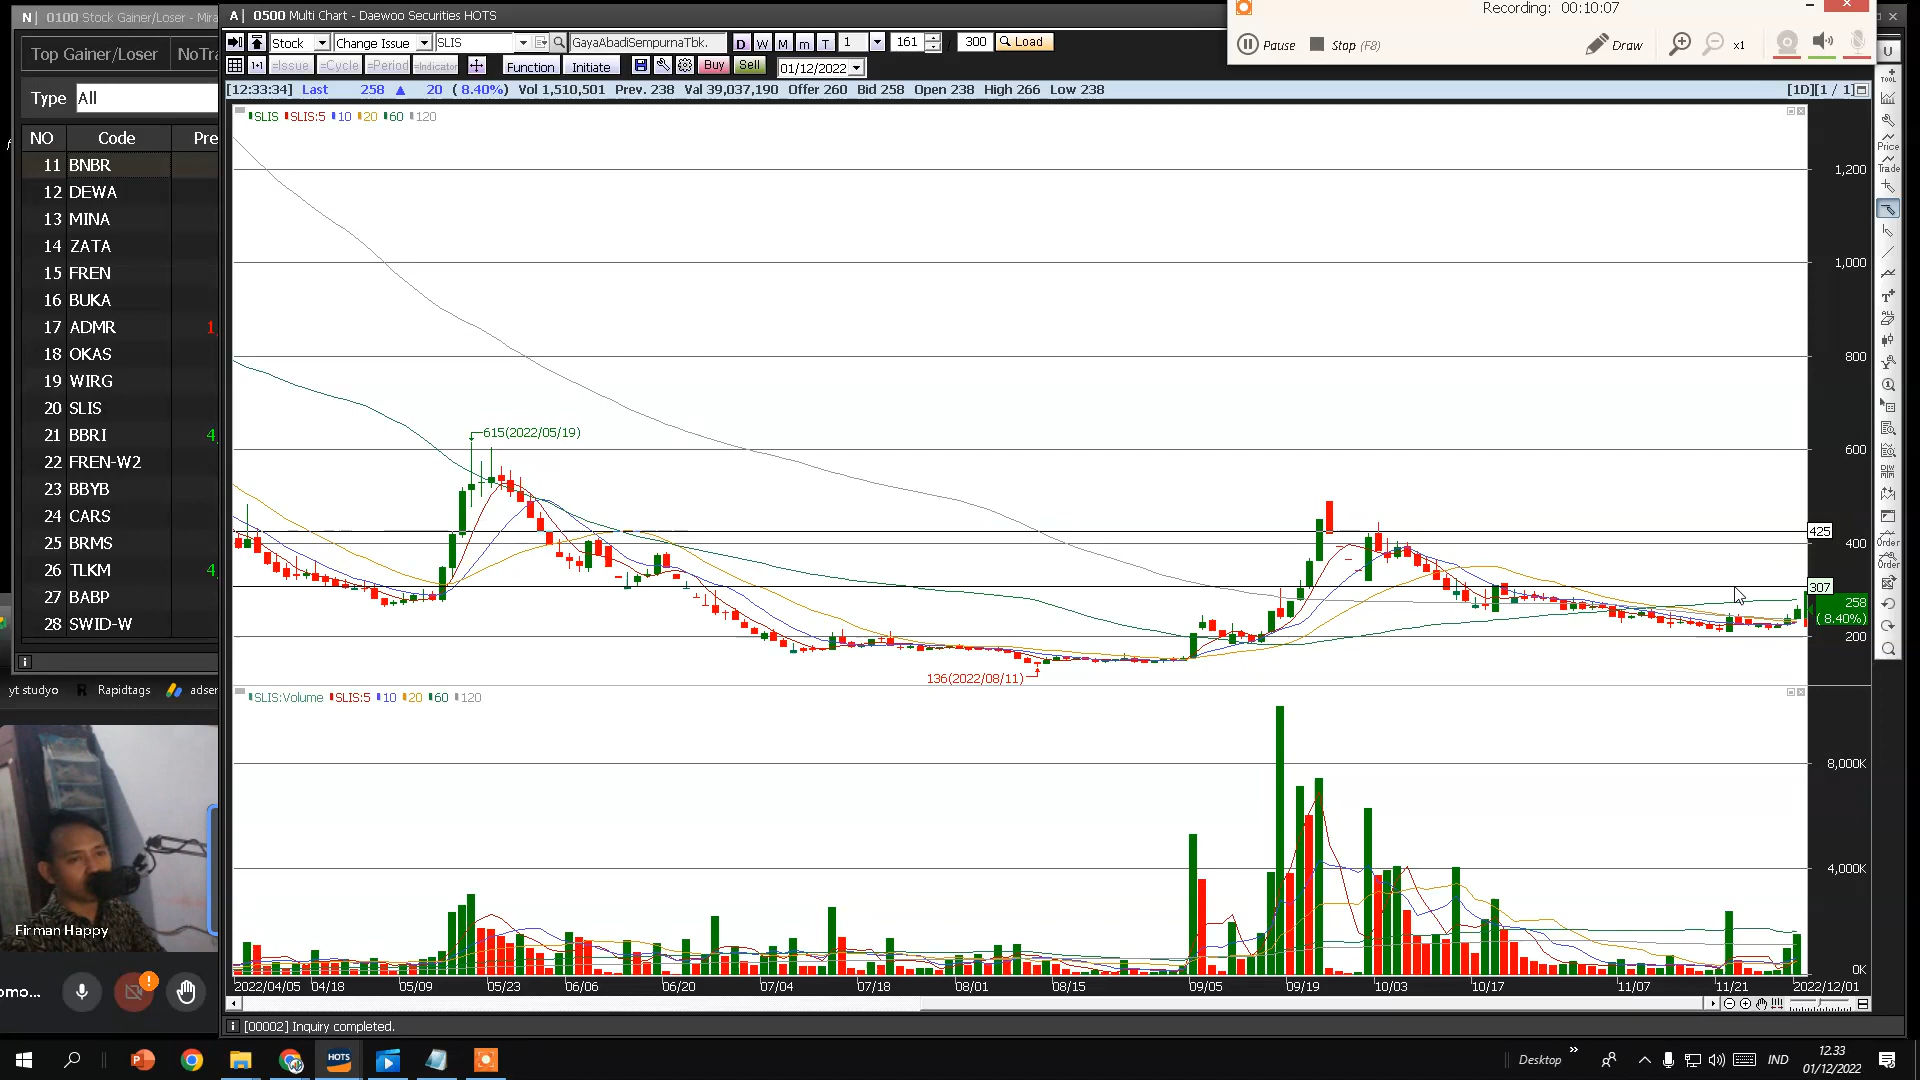 N 0100 Stock Gainer/Loser - Mira
A 0500 Multi Chart - Daewoo Securities HOTS
Recording: 00:10:07
Pause Stop (F8) Draw x1
Top Gainer/Loser NoTra
Type All
NO Code Pre
11 BNBR
12 DEWA
13 MINA
14 ZATA
15 FREN
16 BUKA
17 ADMR 1,
18 OKAS
19 WIRG
20 SLIS
21 BBRI 4,
22 FREN-W2
23 BBYB
24 CARS
25 BRMS
26 TLKM 4,
27 BABP
28 SWID-W
Stock Change Issue SLIS GayaAbadiSempurnaTbk. D W M m T 1 161 / 300 Load
=Issue =Cycle =Period =Indicator Function Initiate Buy Sell 01/12/2022
[12:33:34] Last 258 ▲ 20 ( 8.40%) Vol 1,510,501 Prev. 238 Val 39,037,190 Offer 260 Bid 258 Open 238 High 266 Low 238 [1D][1 / 1]
SLIS SLIS:5 10 20 60 120
1,200
1,000
800
600
425
400
307
258
( 8.40%)
200
615(2022/05/19)
136(2022/08/11)
SLIS:Volume SLIS:5 10 20 60 120
8,000K
4,000K
0K
2022/04/05 04/18 05/09 05/23 06/06 06/20 07/04 07/18 08/01 08/15 09/05 09/19 10/03 10/17 11/07 11/21 2022/12/01
[00002] Inquiry completed.
U
TOOL
Price
Trade
ALL
DIW
Order
Order
yt studyo Rapidtags adser
Firman Happy
omo...
HOTS
Desktop IND
12.33
01/12/2022